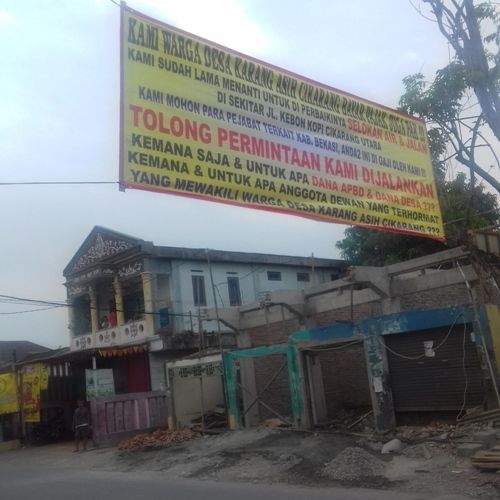 KAMI WARGA DESA KARANG ASIH CIKARANG
KAMI SUDAH LAMA MENANTI UNTUK DI PERBAIKINYA SELOKAN AIR & JALAN
DI SEKITAR JL. KEBON KOPI CIKARANG UTARA
KAMI MOHON PARA PEJABAT TERKAIT KAB. BEKASI, ANDA2 INI DI GAJI OLEH KAMI !!!
TOLONG PERMINTAAN KAMI DIJALANKAN
KEMANA SAJA & UNTUK APA DANA APBD & DANA DESA ???
KEMANA & UNTUK APA ANGGOTA DEWAN YANG TERHORMAT
YANG MEWAKILI WARGA DESA KARANG ASIH CIKARANG ???